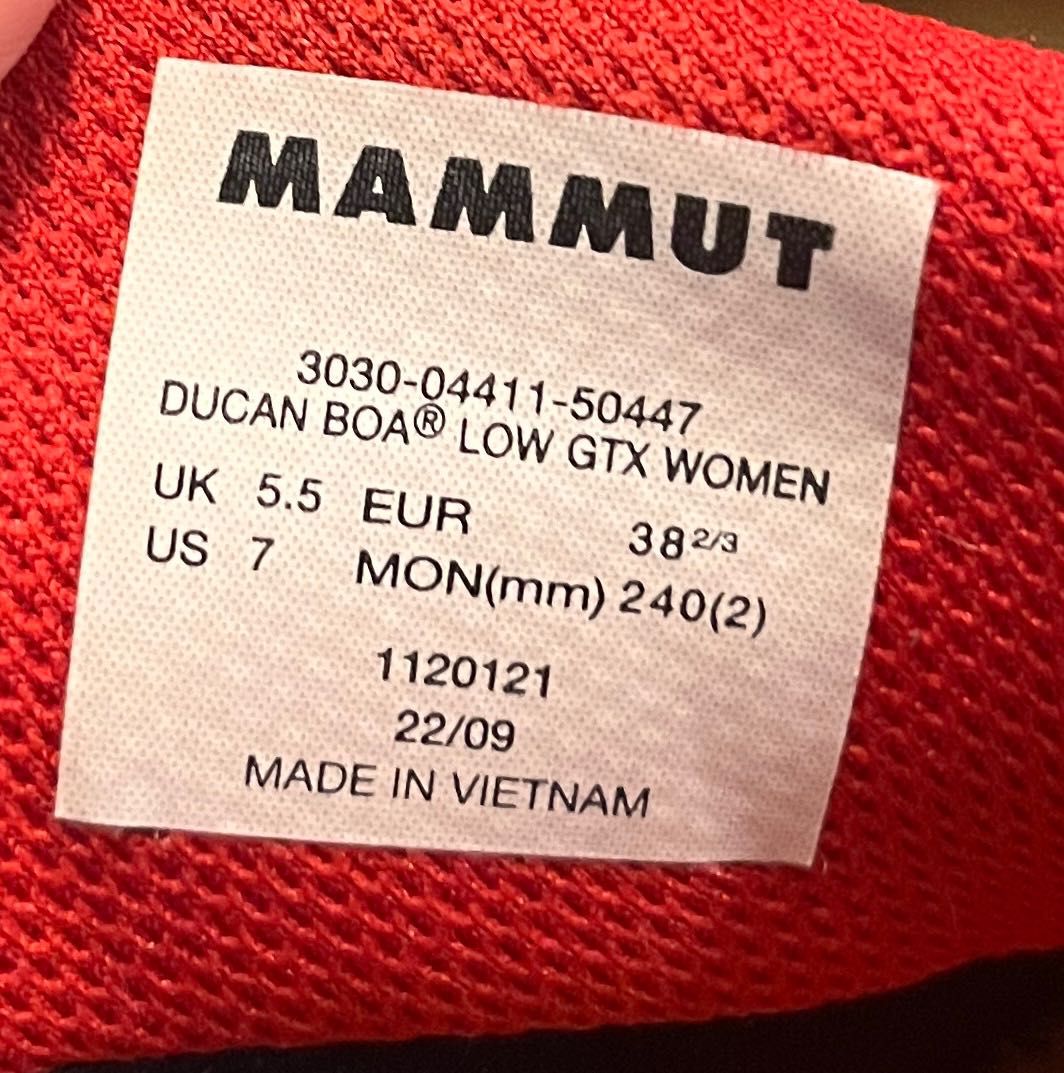 MAMMUT
3030-04411-50447
DUCAN BOA® LOW GTX WOMEN
UK 5.5 EUR 38 2/3
US 7 MON(mm) 240(2)
1120121
22/09
MADE IN VIETNAM